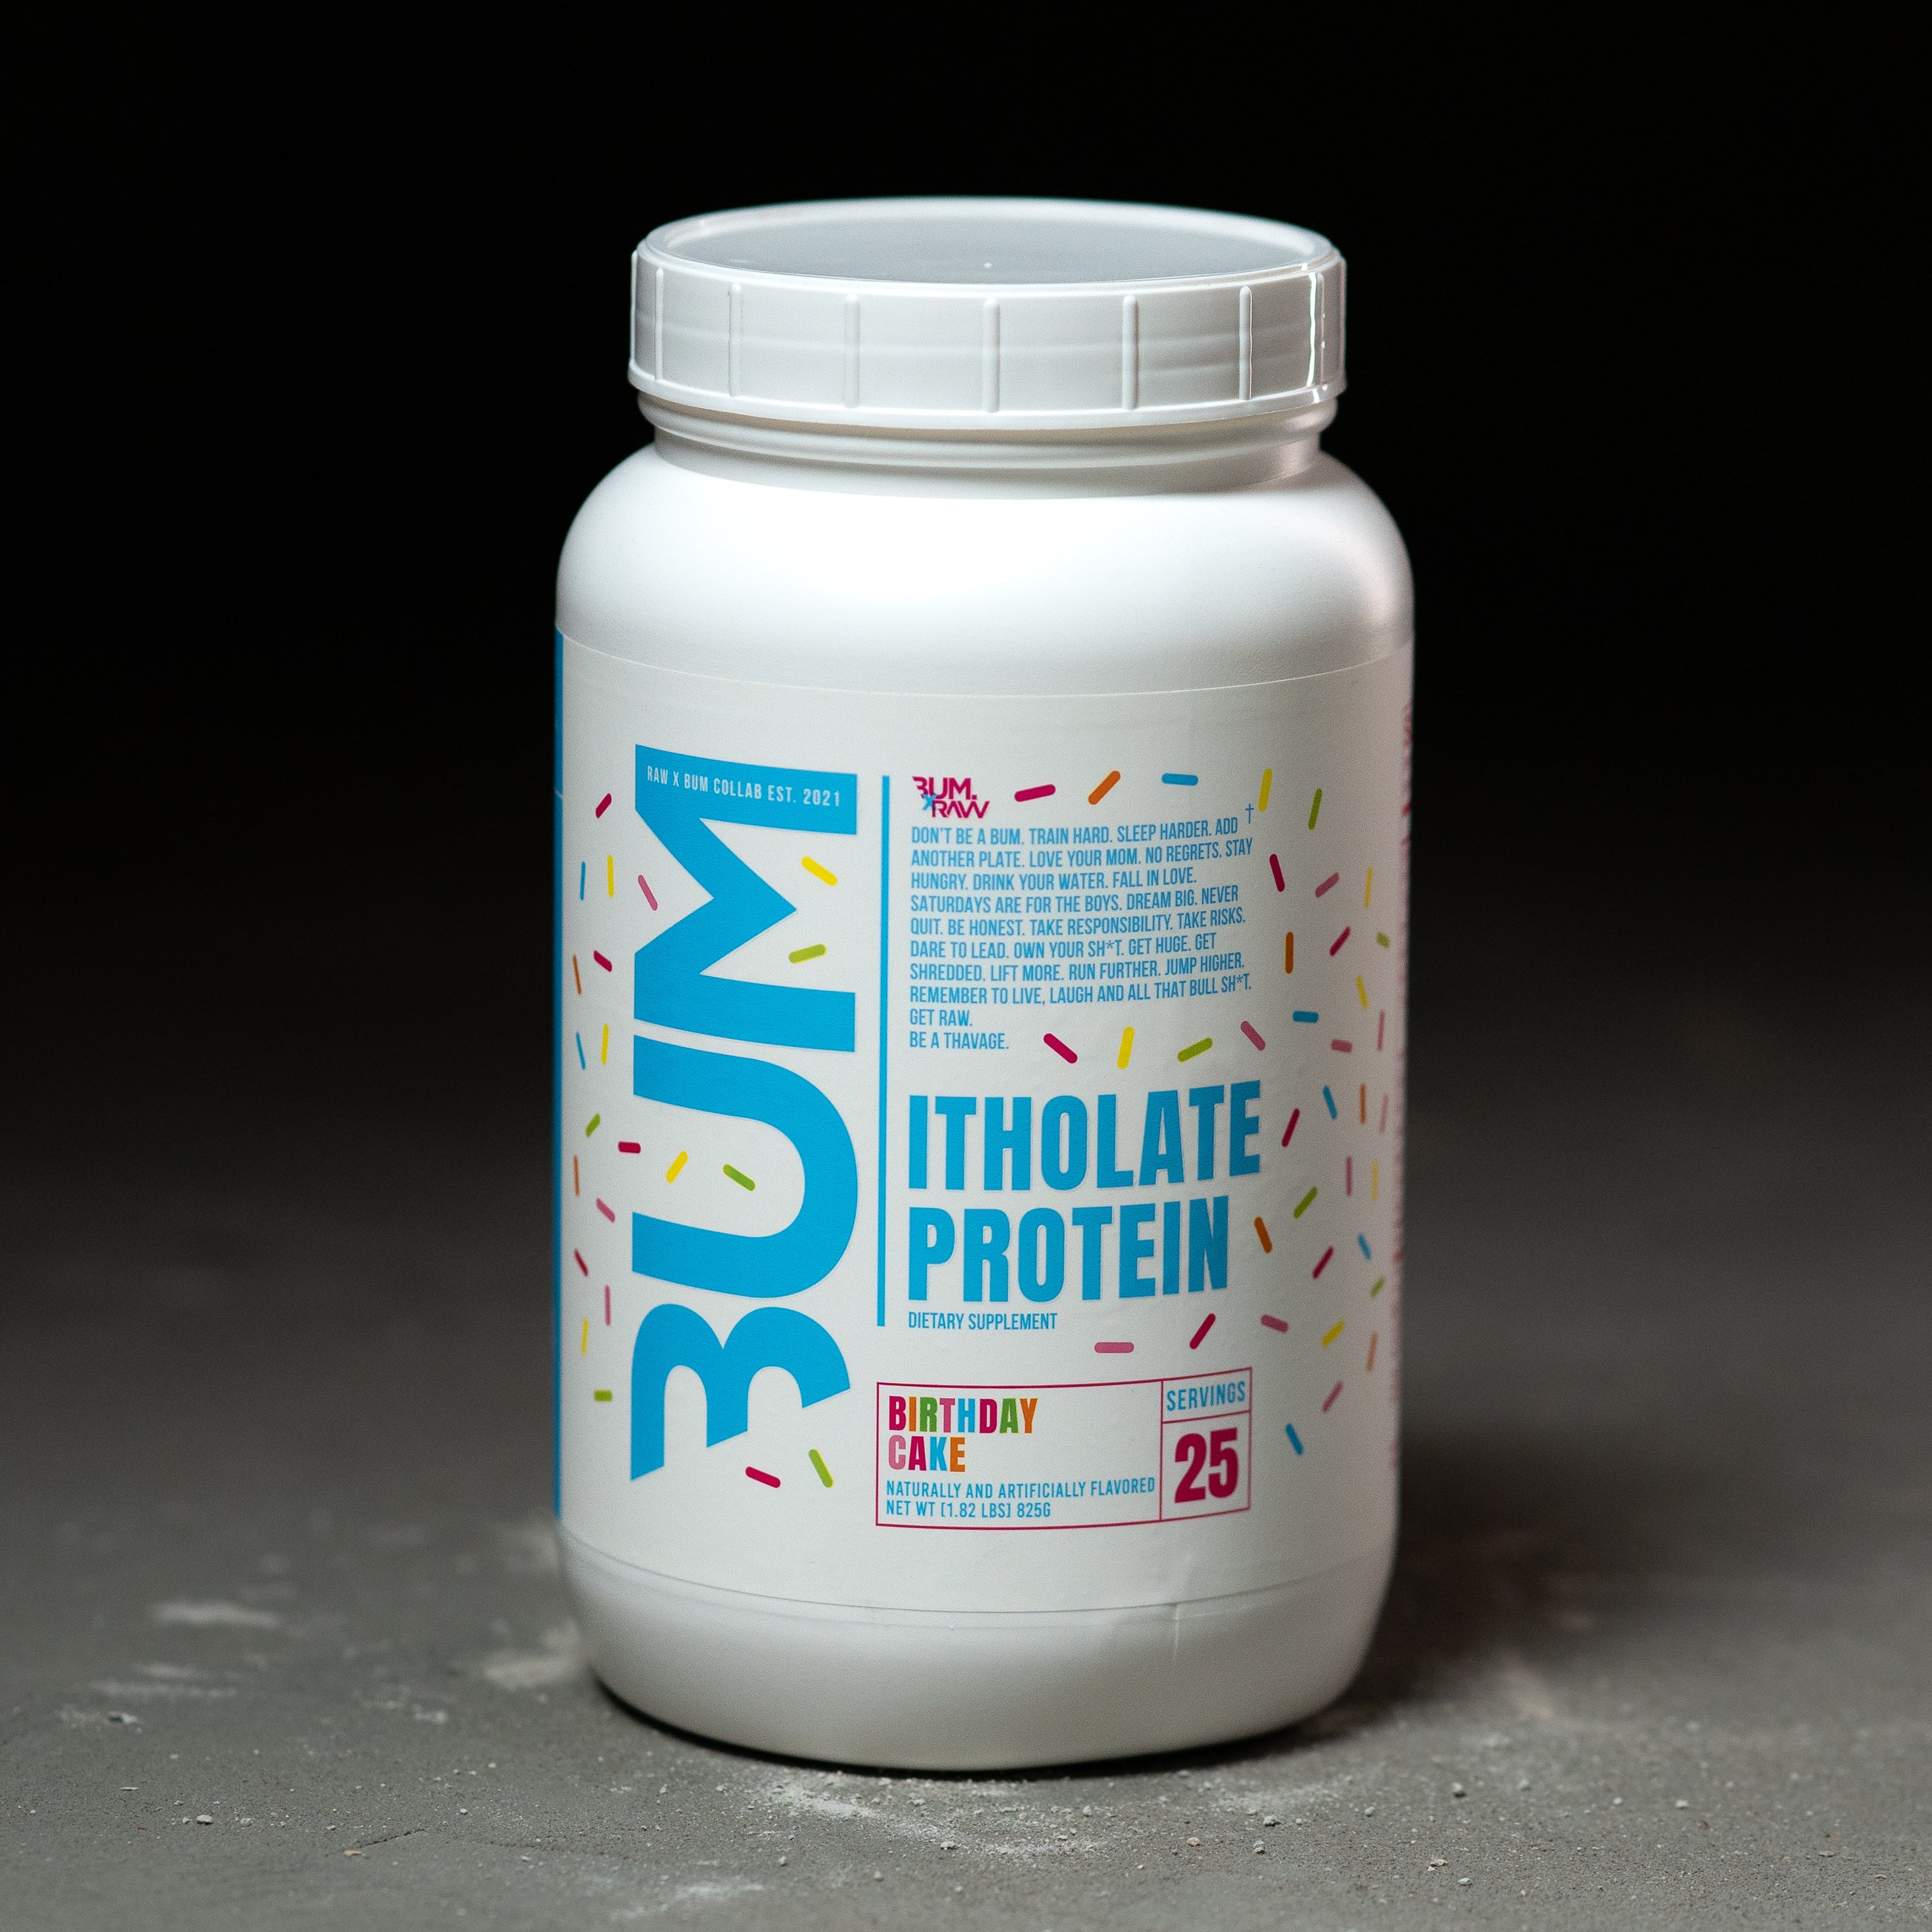 RAW X BUM COLLAB EST. 2021
BUM
BUM.
X RAW
DON'T BE A BUM. TRAIN HARD. SLEEP HARDER. ADD †
ANOTHER PLATE. LOVE YOUR MOM. NO REGRETS. STAY
HUNGRY. DRINK YOUR WATER. FALL IN LOVE.
SATURDAYS ARE FOR THE BOYS. DREAM BIG. NEVER
QUIT. BE HONEST. TAKE RESPONSIBILITY. TAKE RISKS.
DARE TO LEAD. OWN YOUR SH*T. GET HUGE. GET
SHREDDED. LIFT MORE. RUN FURTHER. JUMP HIGHER.
REMEMBER TO LIVE, LAUGH AND ALL THAT BULL SH*T.
GET RAW.
BE A THAVAGE.
ITHOLATE
PROTEIN
DIETARY SUPPLEMENT
BIRTHDAY
CAKE
NATURALLY AND ARTIFICIALLY FLAVORED
NET WT [1.82 LBS] 825G
SERVINGS
25